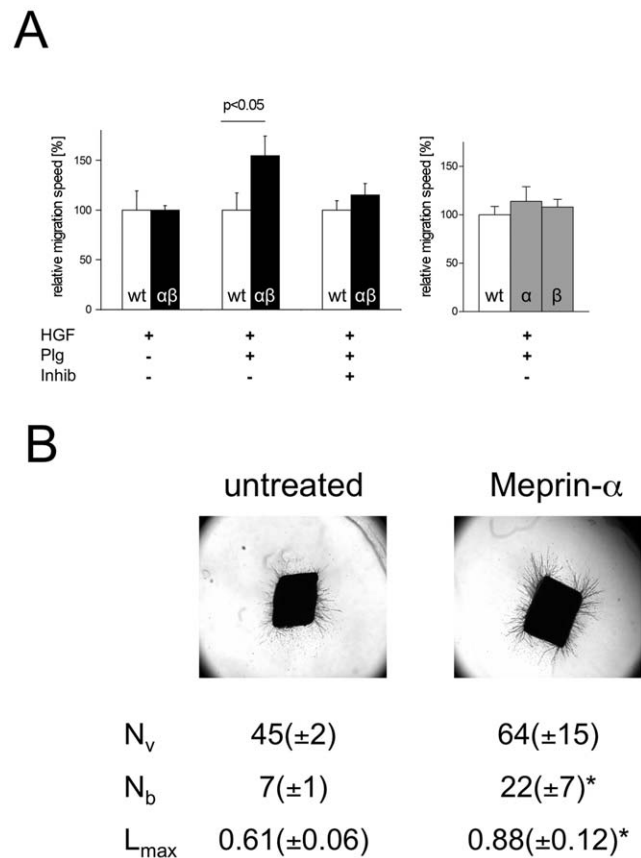 A
p<0.05
relative migration speed [%]
150
100
50
0
wt αβ wt αβ wt αβ
relative migration speed [%]
150
100
50
0
wt α β
HGF + + + +
Plg - + + +
Inhib - - + -
B
untreated Meprin-α
Nv 45(±2) 64(±15)
Nb 7(±1) 22(±7)*
Lmax 0.61(±0.06) 0.88(±0.12)*